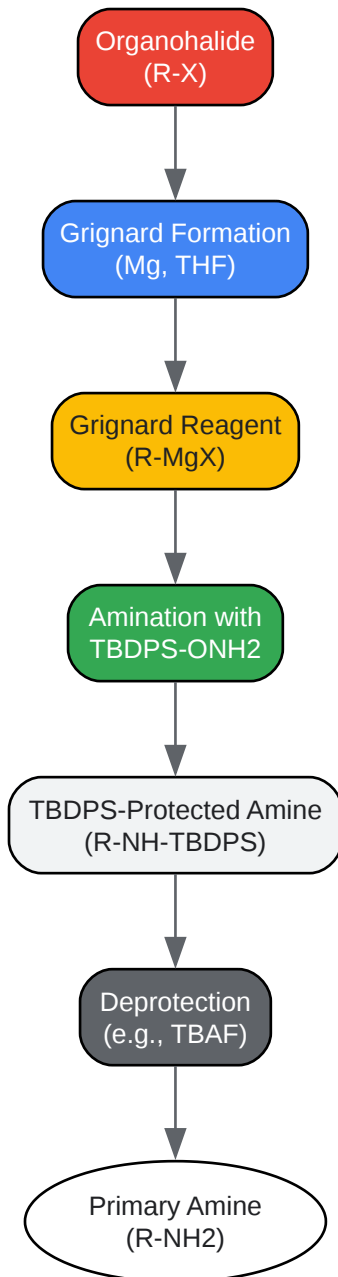 Organohalide
(R-X)
Grignard Formation
(Mg, THF)
Grignard Reagent
(R-MgX)
Amination with
TBDPS-ONH2
TBDPS-Protected Amine
(R-NH-TBDPS)
Deprotection
(e.g., TBAF)
Primary Amine
(R-NH2)